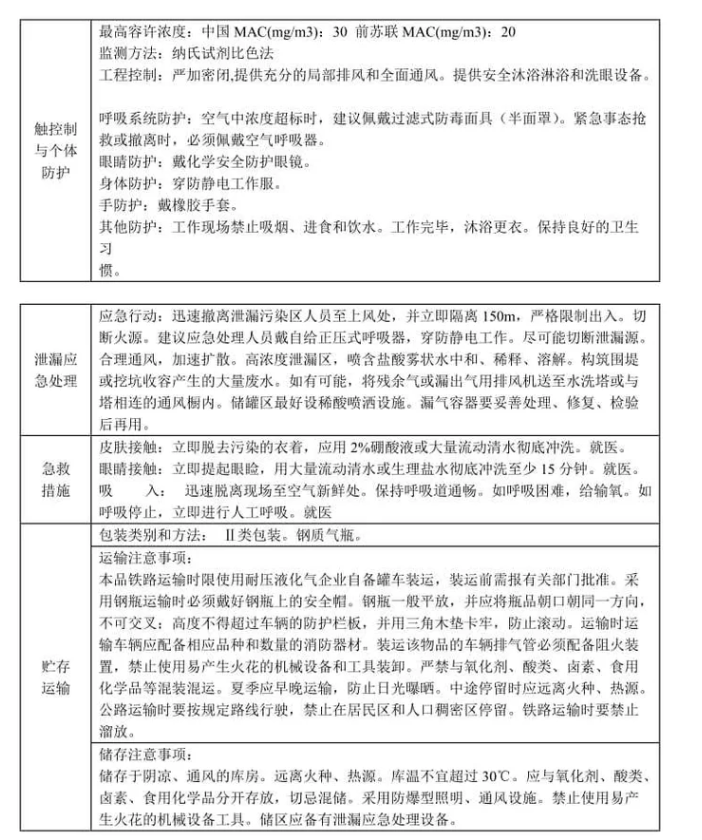 最高容许浓度：中国 MAC(mg/m3)：30 前苏联 MAC(mg/m3)：20
监测方法：纳氏试剂比色法
工程控制：严加密闭,提供充分的局部排风和全面通风。提供安全沐浴淋浴和洗眼设备。
触控制
与个体
防护
呼吸系统防护：空气中浓度超标时，建议佩戴过滤式防毒面具（半面罩）。紧急事态抢
救或撤离时，必须佩戴空气呼吸器。
眼睛防护：戴化学安全防护眼镜。
身体防护：穿防静电工作服。
手防护：戴橡胶手套。
其他防护：工作现场禁止吸烟、进食和饮水。工作完毕，沐浴更衣。保持良好的卫生
习
惯。
泄漏应
急处理
应急行动：迅速撤离泄漏污染区人员至上风处，并立即隔离 150m，严格限制出入。切
断火源。建议应急处理人员戴自给正压式呼吸器，穿防静电工作。尽可能切断泄漏源。
合理通风，加速扩散。高浓度泄漏区，喷含盐酸雾状水中和、稀释、溶解。构筑围堤
或挖坑收容产生的大量废水。如有可能，将残余气或漏出气用排风机送至水洗塔或与
塔相连的通风橱内。储罐区最好设稀酸喷洒设施。漏气容器要妥善处理、修复、检验
后再用。
急救
措施
皮肤接触：立即脱去污染的衣着，应用 2%硼酸液或大量流动清水彻底冲洗。就医。
眼睛接触：立即提起眼睑，用大量流动清水或生理盐水彻底冲洗至少 15 分钟。就医。
吸 入： 迅速脱离现场至空气新鲜处。保持呼吸道通畅。如呼吸困难，给输氧。如
呼吸停止，立即进行人工呼吸。就医
贮存
运输
包装类别和方法： Ⅱ类包装。钢质气瓶。
运输注意事项：
本品铁路运输时限使用耐压液化气企业自备罐车装运，装运前需报有关部门批准。采
用钢瓶运输时必须戴好钢瓶上的安全帽。钢瓶一般平放，并应将瓶品朝口朝同一方向，
不可交叉；高度不得超过车辆的防护栏板，并用三角木垫卡牢，防止滚动。运输时运
输车辆应配备相应品种和数量的消防器材。装运该物品的车辆排气管必须配备阻火装
置，禁止使用易产生火花的机械设备和工具装卸。严禁与氧化剂、酸类、卤素、食用
化学品等混装混运。夏季应早晚运输，防止日光曝晒。中途停留时应远离火种、热源。
公路运输时要按规定路线行驶，禁止在居民区和人口稠密区停留。铁路运输时要禁止
溜放。
储存注意事项：
储存于阴凉、通风的库房。远离火种、热源。库温不宜超过 30℃。应与氧化剂、酸类、
卤素、食用化学品分开存放，切忌混储。采用防爆型照明、通风设施。禁止使用易产
生火花的机械设备工具。储区应备有泄漏应急处理设备。